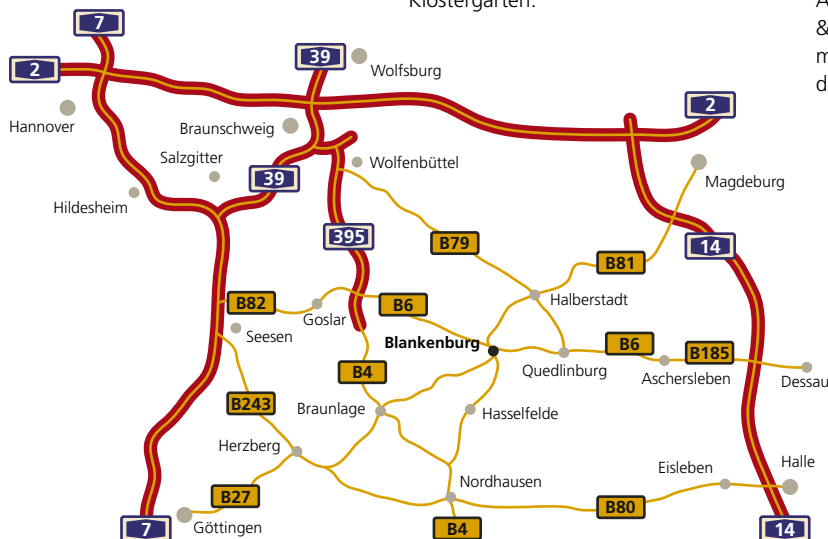 Klostergarten.
A
&
m
d
7
39
2
Wolfsburg
2
Hannover
Braunschweig
Salzgitter
Wolfenbüttel
39
Magdeburg
Hildesheim
395
B79
14
B81
Halberstadt
B82
B6
Goslar
Seesen
Blankenburg
B6
B185
Quedlinburg
Aschersleben
Dessau
B4
B243
Braunlage
Hasselfelde
Herzberg
Eisleben
Halle
Nordhausen
B27
B80
Göttingen
7
B4
14